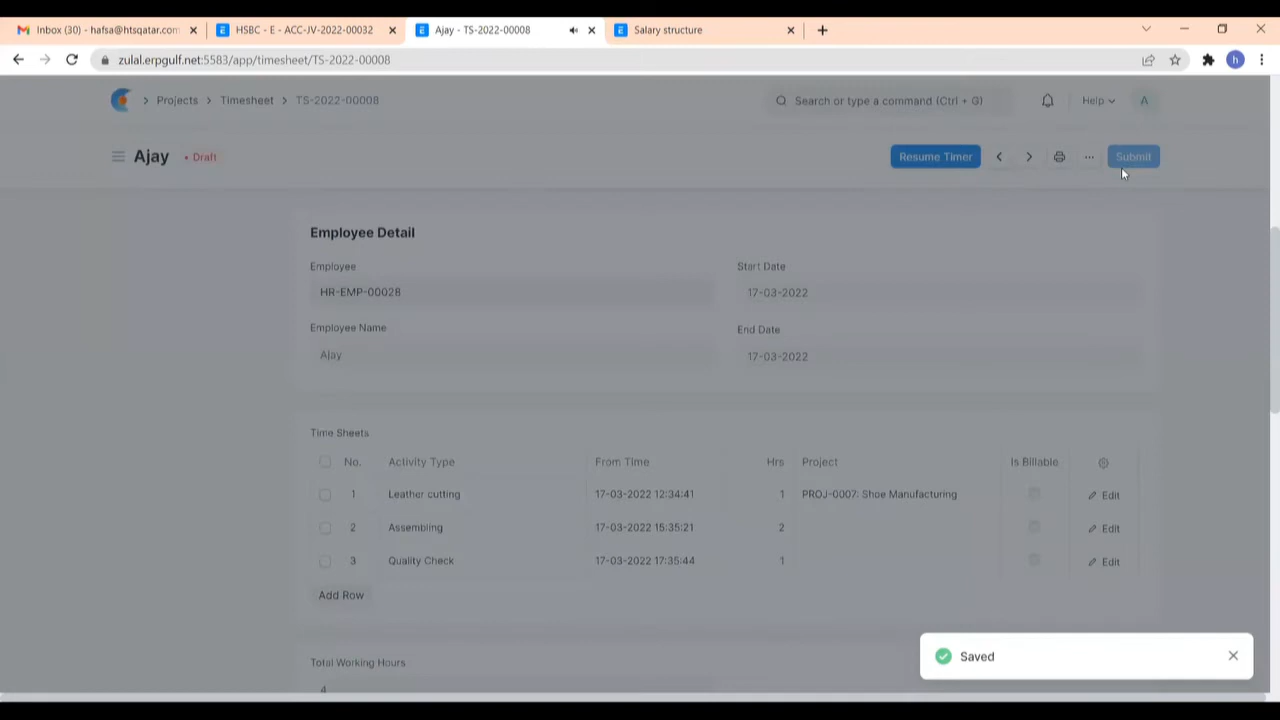 Inbox (30) - hafsa@htsqatar.com
HSBC - E - ACC-JV-22-00032
Ajay - TS-2022-00008
Salary structure
zulal.erpgulf.net:5583/app/timesheet/TS-2022-00008
h
Projects > Timesheet > TS-2022-00008
Search or type a command (Ctrl + G)
Help
A
Ajay • Draft
Resume Timer
Submit
Employee Detail
Employee
Start Date
HR-EMP-00028
17-03-2022
Employee Name
End Date
Ajay
17-03-2022
Time Sheets
No. Activity Type From Time Hrs Project Is Billable
1 Leather cutting 17-03-2022 12:34:41 1 PROJ-0007: Shoe Manufacturing Edit
2 Assembling 17-03-2022 15:35:21 2 Edit
3 Quality Check 17-03-2022 17:35:44 1 Edit
Add Row
Saved
Total Working Hours
4